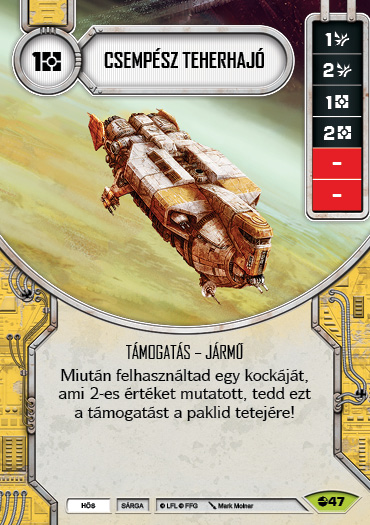 1
CSEMPÉSZ TEHERHAJÓ
1
2
1
2
–
–
TÁMOGATÁS – JÁRMŰ
Miután felhasználtad egy kockáját,
ami 2-es értéket mutatott, tedd ezt
a támogatást a paklid tetejére!
HŐS
SÁRGA
© LFL © FFG
Mark Molnar
47